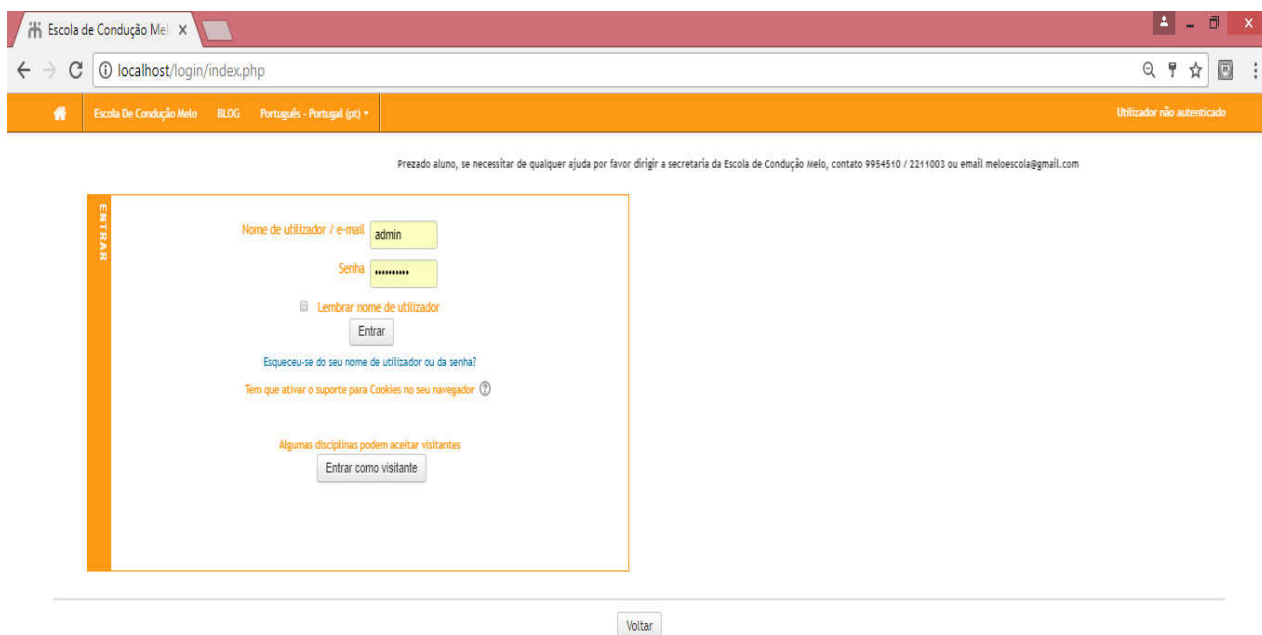 Escola de Condução Mel
localhost/login/index.php
Escola De Condução Melo BLOG Português - Portugal (pt) Utilizador não autenticado
Prezado aluno, se necessitar de qualquer ajuda por favor dirigir a secretaria da Escola de Condução Melo, contato 9954510 / 2211003 ou email meloescola@gmail.com
ENTRAR
Nome de utilizador / e-mail admin
Senha ••••••••••
Lembrar nome de utilizador
Entrar
Esqueceu-se do seu nome de utilizador ou da senha?
Tem que ativar o suporte para Cookies no seu navegador ?
Algumas disciplinas podem aceitar visitantes
Entrar como visitante
Voltar